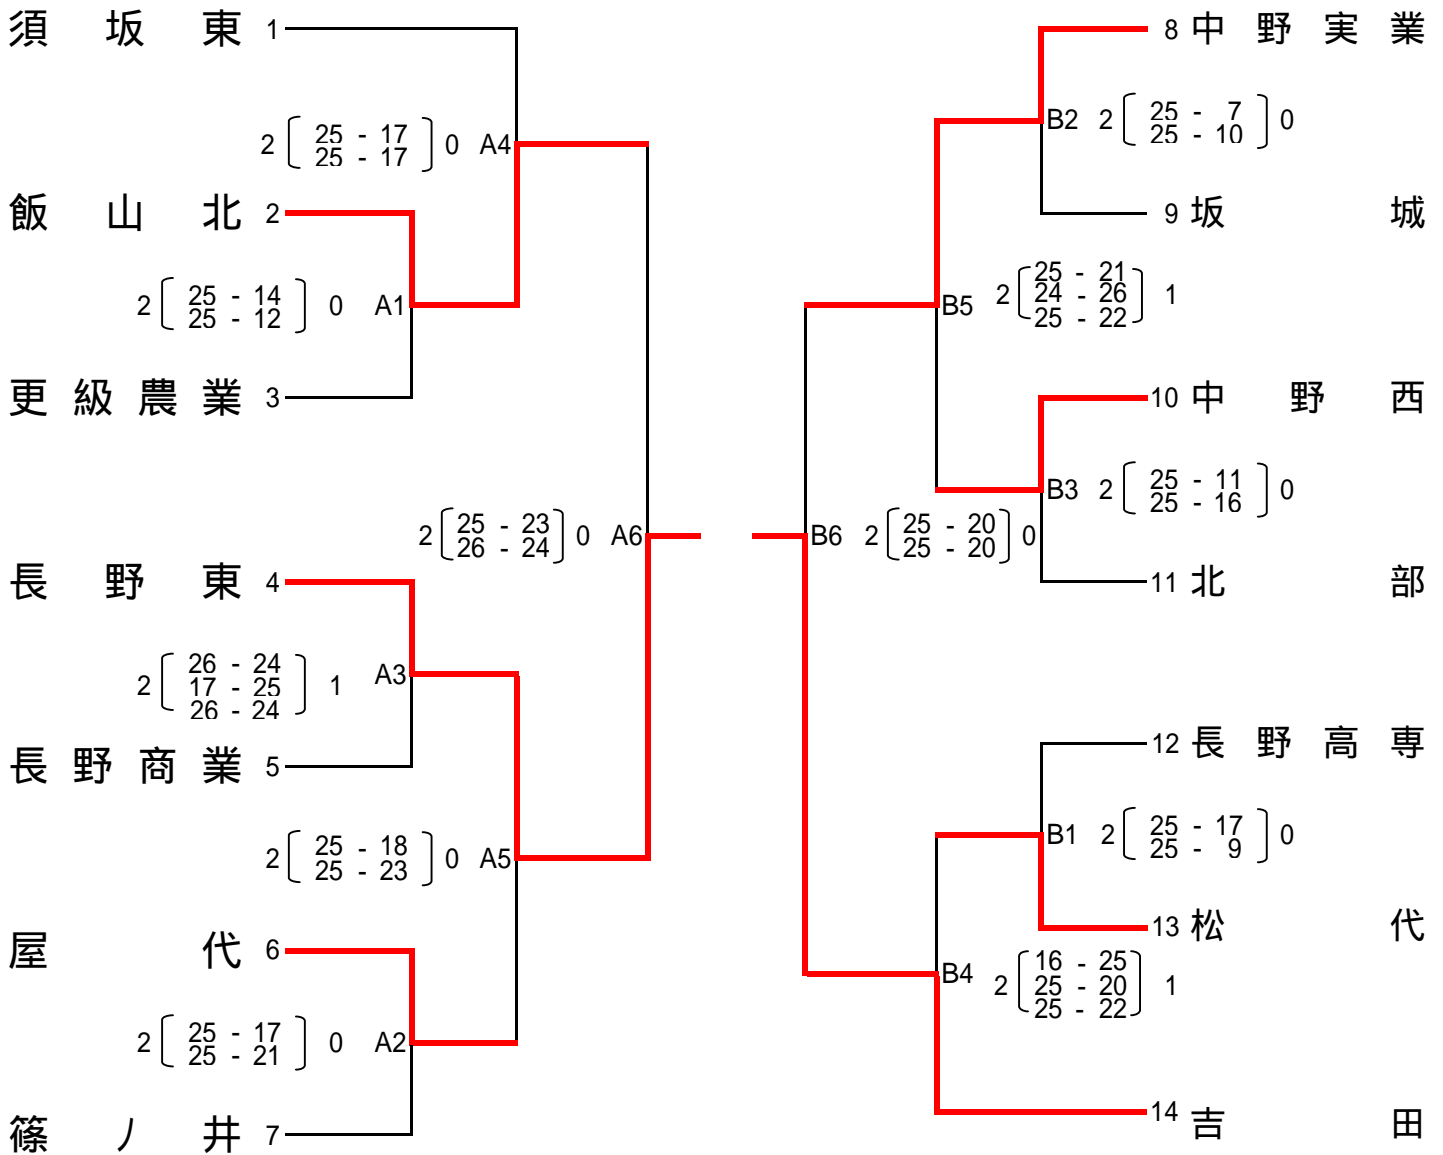 須坂東 1
2 25 - 17 0 A4
25 - 17
飯山北 2
2 25 - 14 0 A1
25 - 12
更級農業 3
2 25 - 23 0 A6
26 - 24
長野東 4
26 - 24
2 17 - 25 1 A3
26 - 24
長野商業 5
2 25 - 18 0 A5
25 - 23
屋代 6
2 25 - 17 0 A2
25 - 21
篠ノ井 7
8 中野実業
B2 2 25 - 7 0
25 - 10
9 坂城
25 - 21
B5 2 24 - 26 1
25 - 22
10 中野西
B3 2 25 - 11 0
25 - 16
B6 2 25 - 20 0
25 - 20
11 北部
12 長野高専
B1 2 25 - 17 0
25 - 9
13 松代
16 - 25
B4 2 25 - 20 1
25 - 22
14 吉田